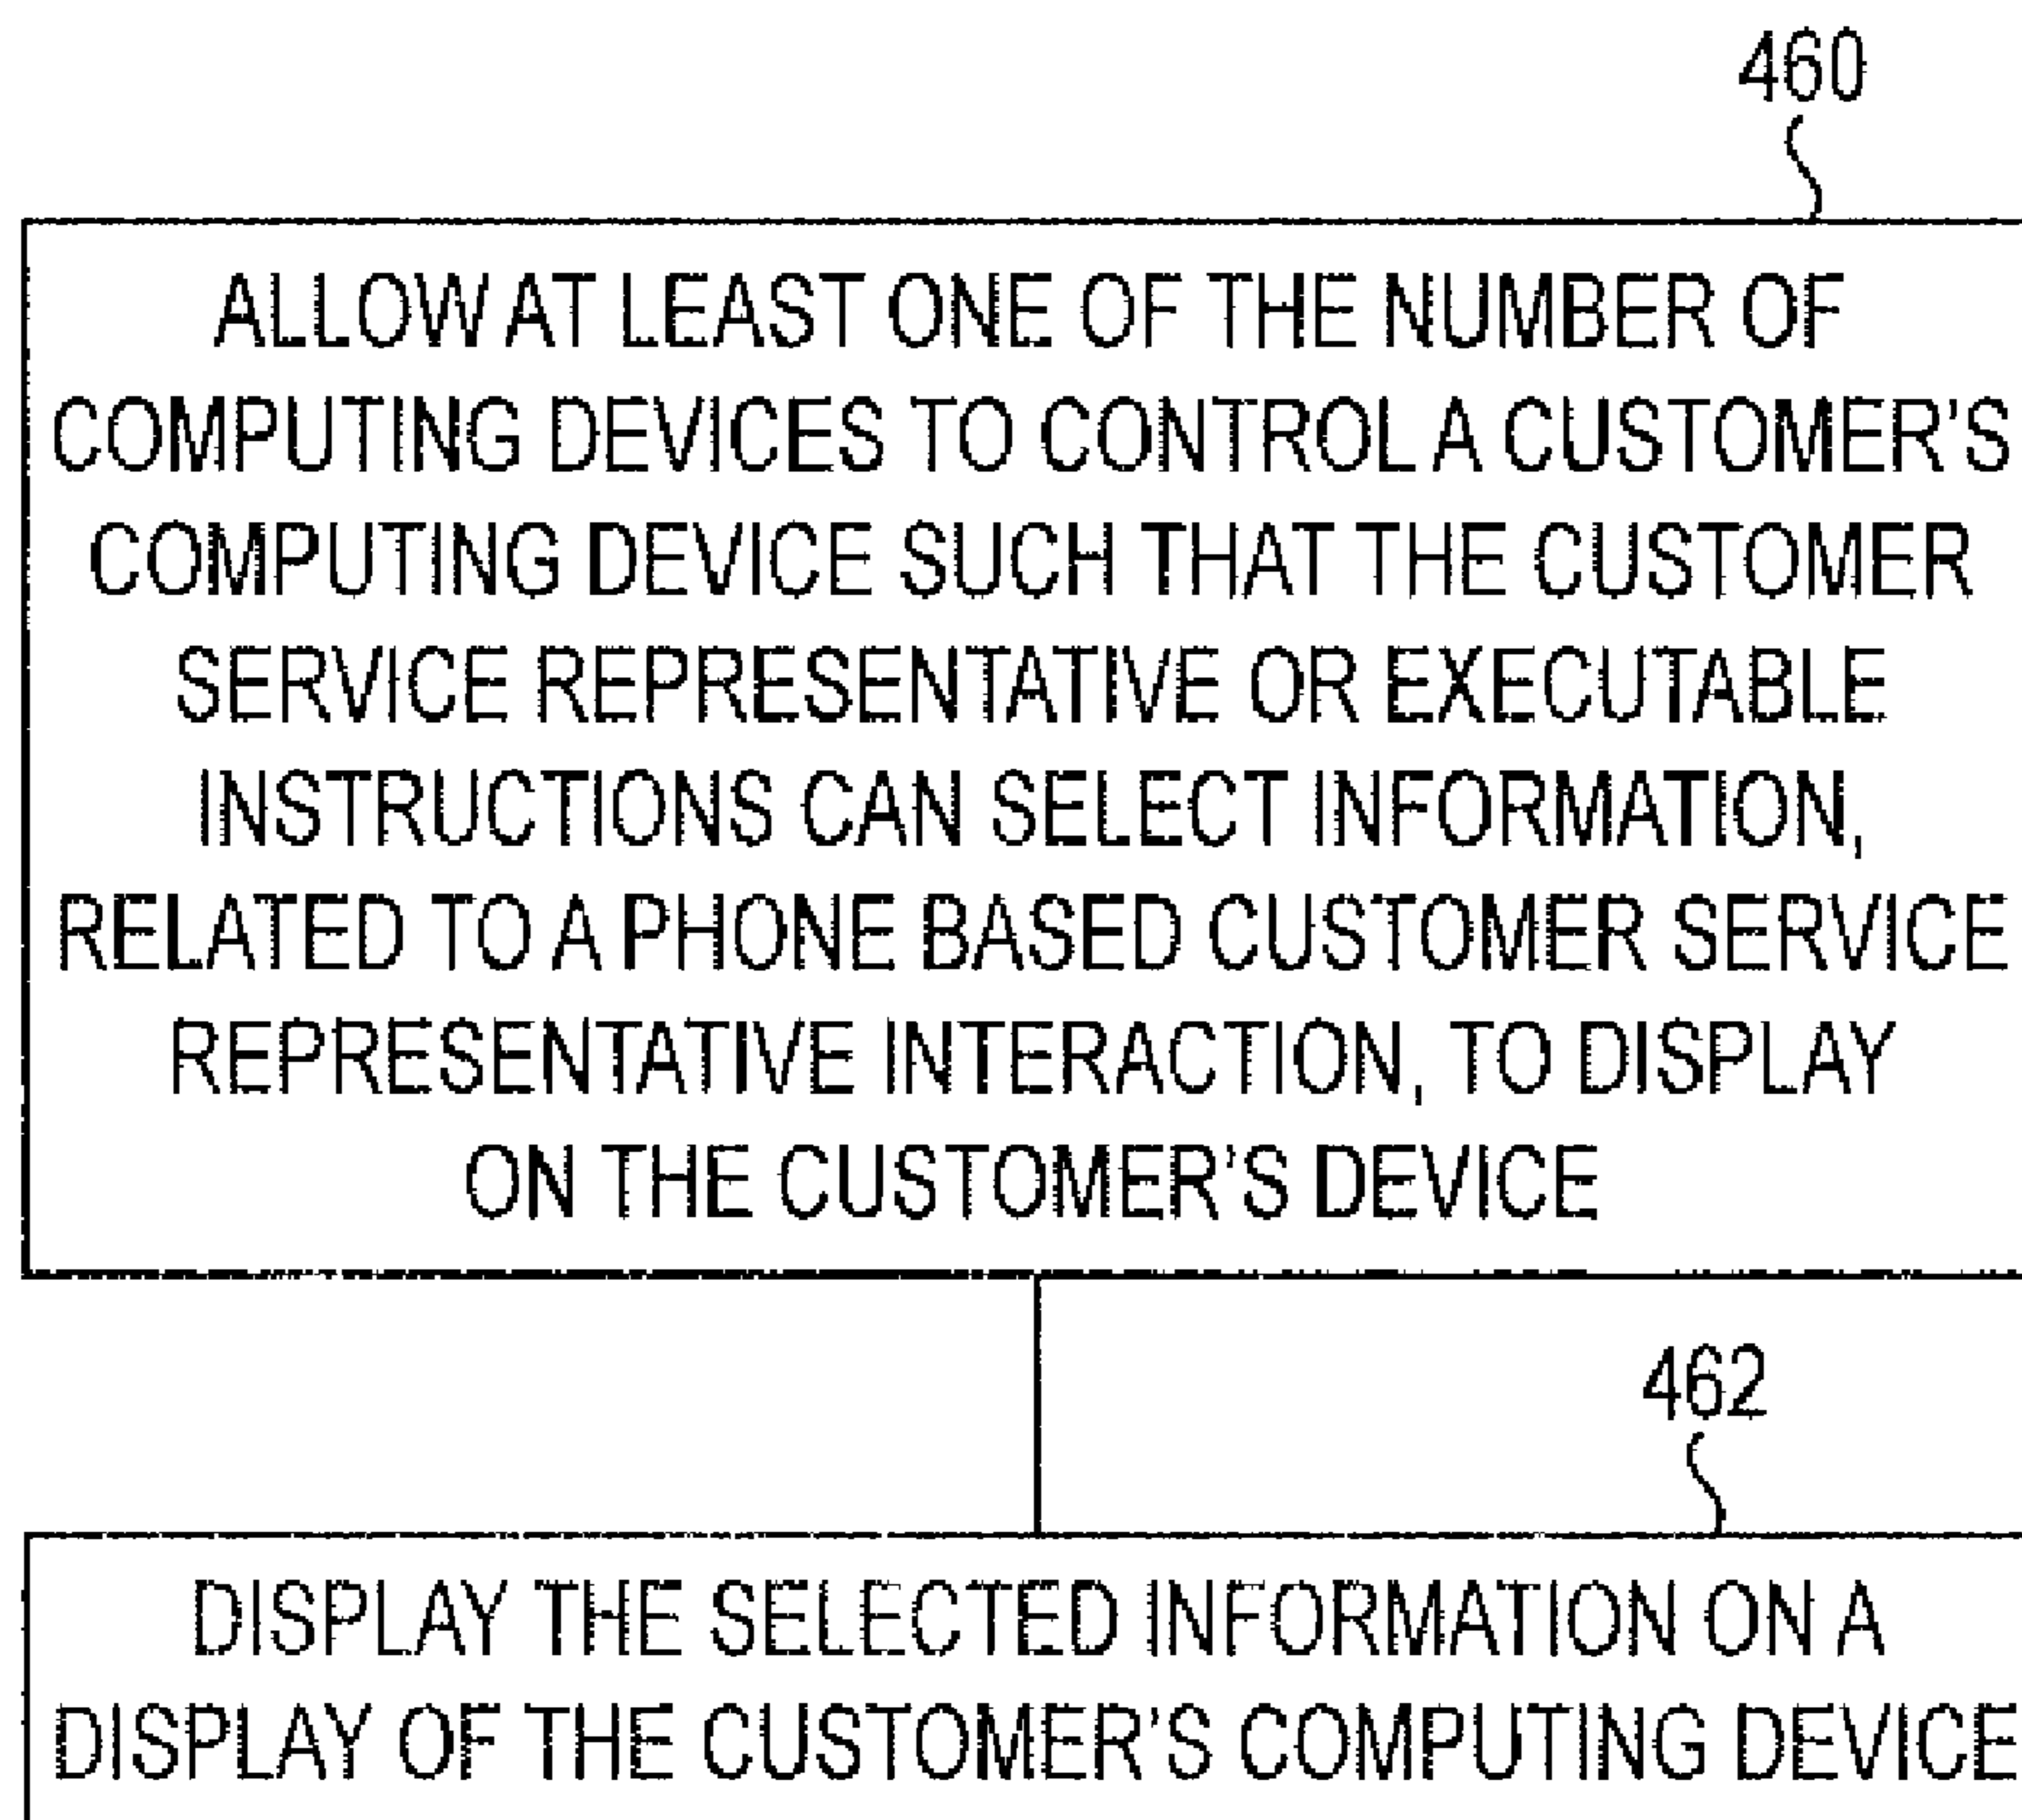 460
ALLOW AT LEAST ONE OF THE NUMBER OF
COMPUTING DEVICES TO CONTROL A CUSTOMER'S
COMPUTING DEVICE SUCH THAT THE CUSTOMER
SERVICE REPRESENTATIVE OR EXECUTABLE
INSTRUCTIONS CAN SELECT INFORMATION,
RELATED TO A PHONE BASED CUSTOMER SERVICE
REPRESENTATIVE INTERACTION, TO DISPLAY
ON THE CUSTOMER'S DEVICE
462
DISPLAY THE SELECTED INFORMATION ON A
DISPLAY OF THE CUSTOMER'S COMPUTING DEVICE